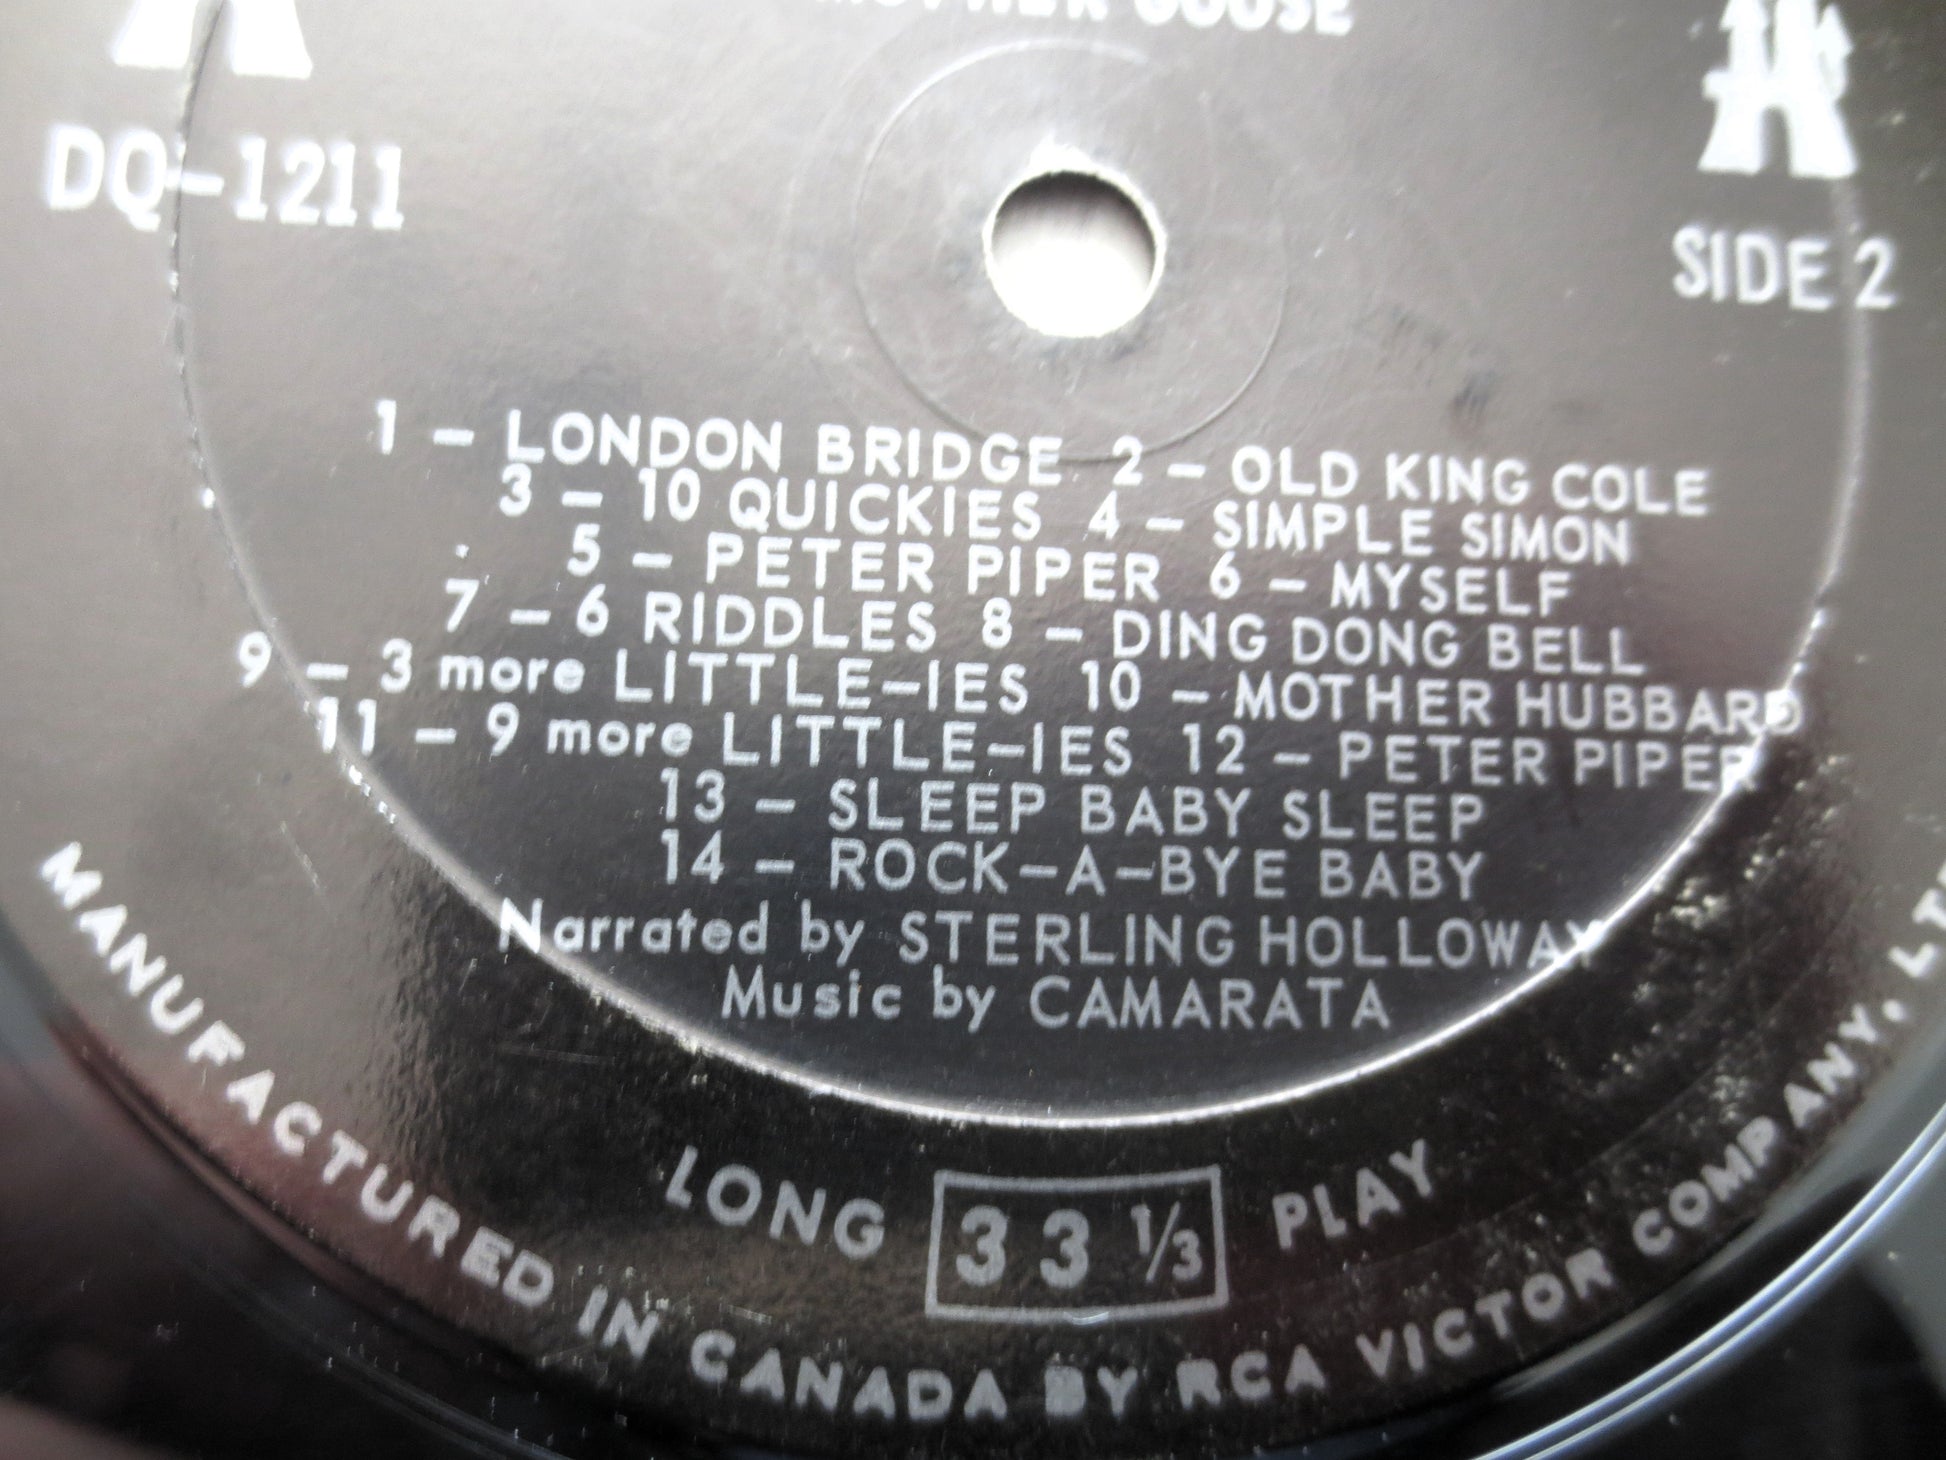 MOTHER GOOSE
DQ-1211
SIDE 2
1 - LONDON BRIDGE 2 - OLD KING COLE
3 - 10 QUICKIES 4 - SIMPLE SIMON
5 - PETER PIPER 6 - MYSELF
7 - 6 RIDDLES 8 - DING DONG BELL
9 - 3 more LITTLE-IES 10 - MOTHER HUBBARD
11 - 9 more LITTLE-IES 12 - PETER PIPER
13 - SLEEP BABY SLEEP
14 - ROCK-A-BYE BABY
Narrated by STERLING HOLLOWAY
Music by CAMARATA
LONG 33 1/3 PLAY
MANUFACTURED IN CANADA BY RCA VICTOR COMPANY, LTD